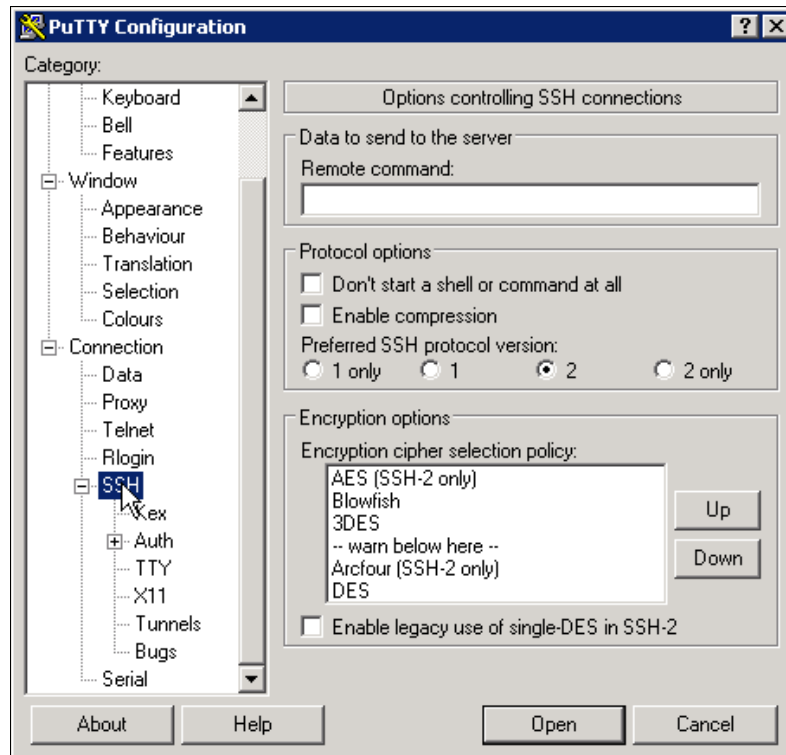 PuTTY Configuration
Category:
Keyboard
Bell
Features
Window
Appearance
Behaviour
Translation
Selection
Colours
Connection
Data
Proxy
Telnet
Rlogin
SSH
Kex
Auth
TTY
X11
Tunnels
Bugs
Serial
Options controlling SSH connections
Data to send to the server
Remote command:
Protocol options
Don't start a shell or command at all
Enable compression
Preferred SSH protocol version:
1 only 1 2 2 only
Encryption options
Encryption cipher selection policy:
AES (SSH-2 only)
Blowfish
3DES
-- warn below here --
Arcfour (SSH-2 only)
DES
Up
Down
Enable legacy use of single-DES in SSH-2
About Help Open Cancel